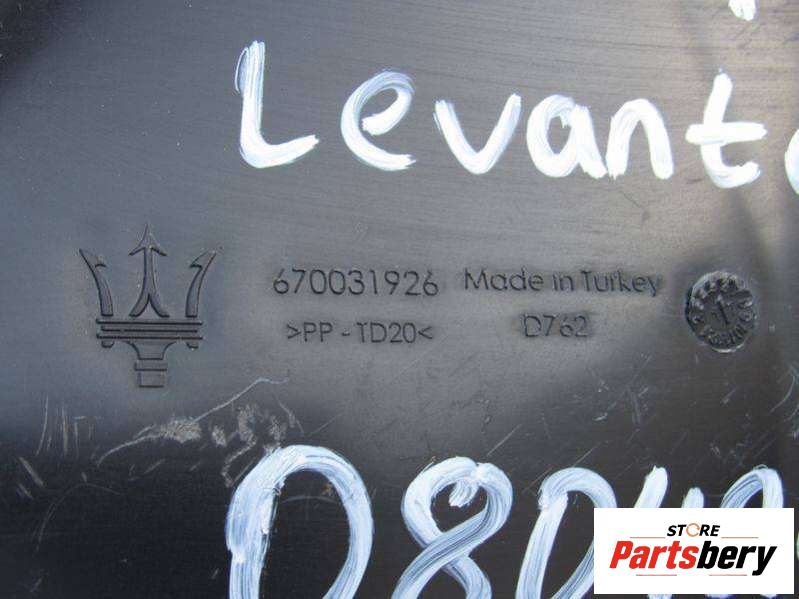 Levant
670031926 Made in Turkey
>PP-TD20< D762
STORE
Partsbery